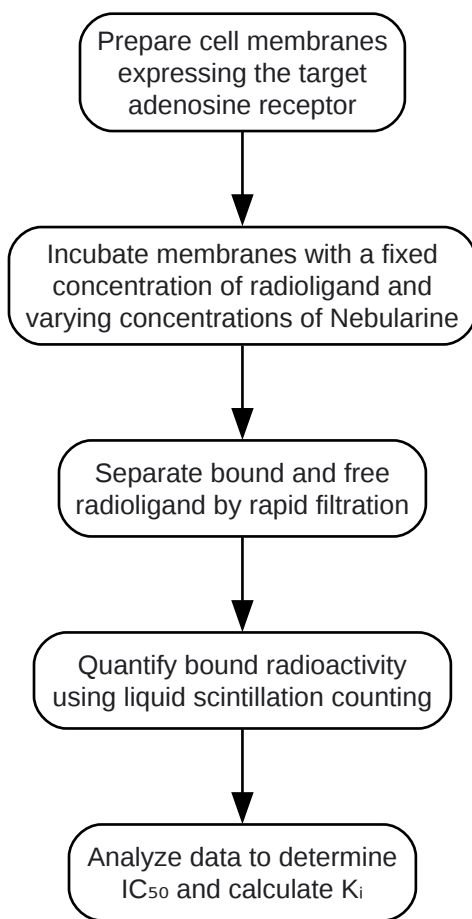 Prepare cell membranes
expressing the target
adenosine receptor
Incubate membranes with a fixed
concentration of radioligand and
varying concentrations of Nebularine
Separate bound and free
radioligand by rapid filtration
Quantify bound radioactivity
using liquid scintillation counting
Analyze data to determine
IC₅₀ and calculate Kᵢ